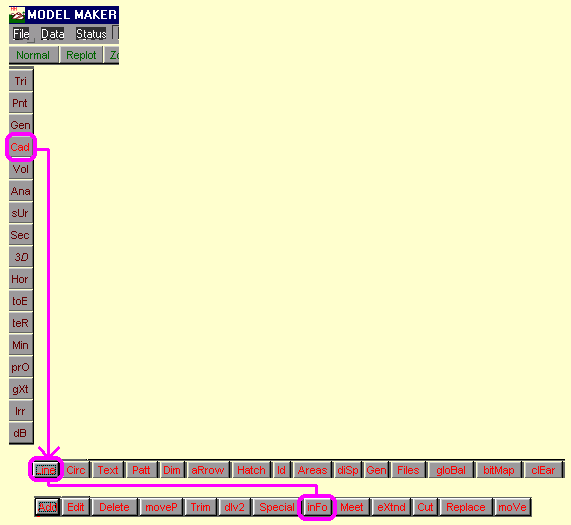 MODEL MAKER
File Data Status
Normal Replot
Tri
Pnt
Gen
Cad
Vol
Ana
sUr
Sec
3D
Hor
toE
teR
Min
prO
gXt
Irr
dB
Line Circ Text Patt Dim aRrow Hatch Id Areas diSp Gen Files gloBal bitMap clEar
Add Edit Delete moveP Trim dIv2 Special inFo Meet eXtnd Cut Replace moVe